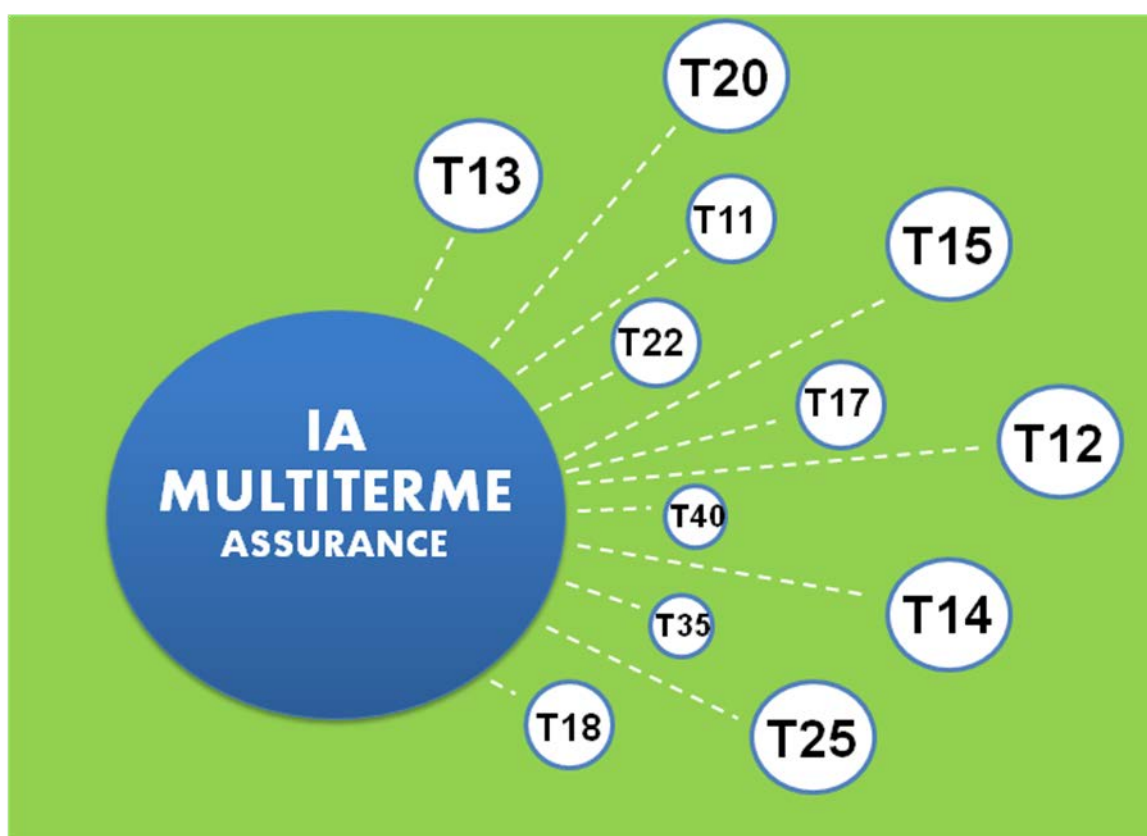 T20
T13
T11
T15
T22
T17
IA
MULTITERME
ASSURANCE
T12
T40
T14
T35
T18
T25